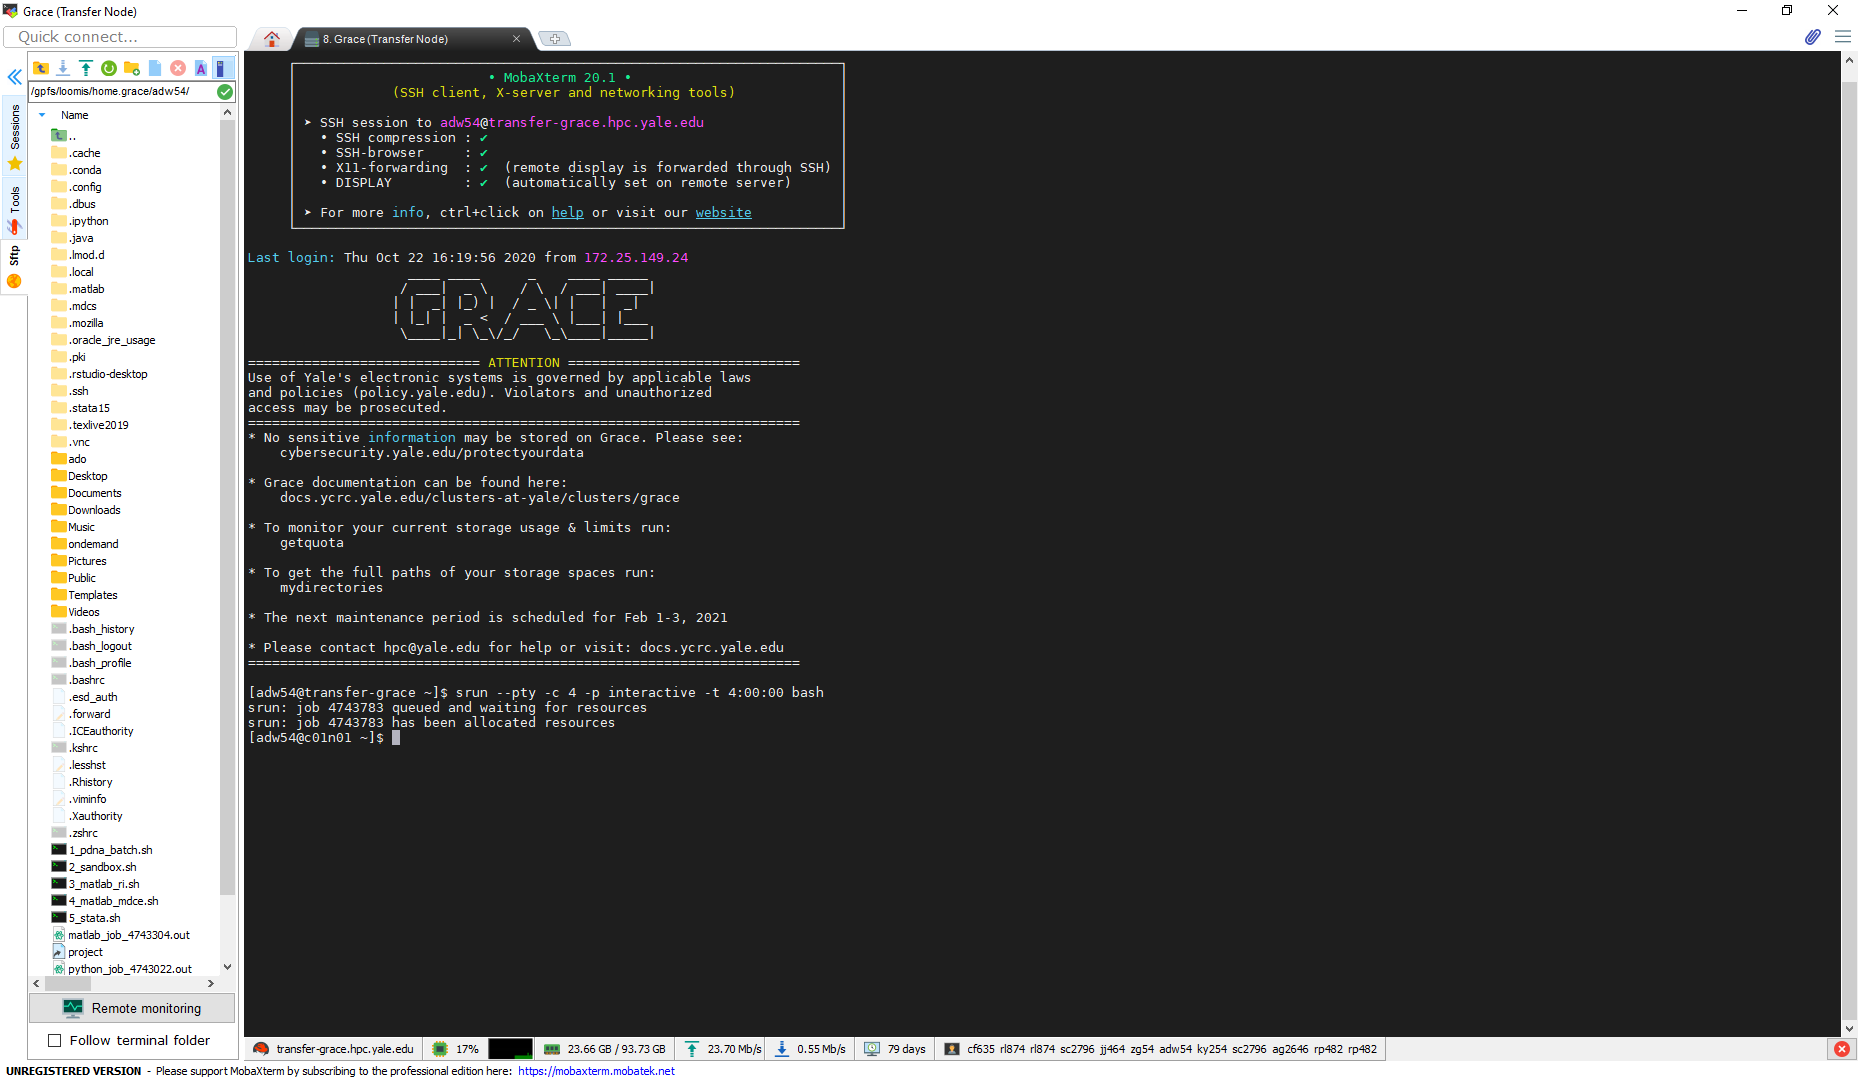 Grace (Transfer Node)
Quick connect...
8. Grace (Transfer Node)
Sessions
Tools
Sftp
/gpfs/loomis/home.grace/adw54/
Name
..
.cache
.conda
.config
.dbus
.ipython
.java
.lmod.d
.local
.matlab
.mdcs
.mozilla
.oracle_jre_usage
.pki
.rstudio-desktop
.ssh
.stata15
.texlive2019
.vnc
ado
Desktop
Documents
Downloads
Music
ondemand
Pictures
Public
Templates
Videos
.bash_history
.bash_logout
.bash_profile
.bashrc
.esd_auth
.forward
.ICEauthority
.kshrc
.lesshst
.Rhistory
.viminfo
.Xauthority
.zshrc
1_pdna_batch.sh
2_sandbox.sh
3_matlab_ri.sh
4_matlab_mdce.sh
5_stata.sh
matlab_job_4743304.out
project
python_job_4743022.out
Remote monitoring
Follow terminal folder
• MobaXterm 20.1 •
(SSH client, X-server and networking tools)
➤ SSH session to adw54@transfer-grace.hpc.yale.edu
• SSH compression : ✔
• SSH-browser : ✔
• X11-forwarding : ✔ (remote display is forwarded through SSH)
• DISPLAY : ✔ (automatically set on remote server)
➤ For more info, ctrl+click on help or visit our website
Last login: Thu Oct 22 16:19:56 2020 from 172.25.149.24
GRACE
============================= ATTENTION =============================
Use of Yale's electronic systems is governed by applicable laws
and policies (policy.yale.edu). Violators and unauthorized
access may be prosecuted.
=====================================================================
* No sensitive information may be stored on Grace. Please see:
cybersecurity.yale.edu/protectyourdata
* Grace documentation can be found here:
docs.ycrc.yale.edu/clusters-at-yale/clusters/grace
* To monitor your current storage usage & limits run:
getquota
* To get the full paths of your storage spaces run:
mydirectories
* The next maintenance period is scheduled for Feb 1-3, 2021
* Please contact hpc@yale.edu for help or visit: docs.ycrc.yale.edu
=====================================================================
[adw54@transfer-grace ~]$ srun --pty -c 4 -p interactive -t 4:00:00 bash
srun: job 4743783 queued and waiting for resources
srun: job 4743783 has been allocated resources
[adw54@c01n01 ~]$
transfer-grace.hpc.yale.edu 17% 23.66 GB / 93.73 GB 23.70 Mb/s 0.55 Mb/s 79 days cf635 rl874 rl874 sc2796 jj464 zg54 adw54 ky254 sc2796 ag2646 rp482 rp482
UNREGISTERED VERSION - Please support MobaXterm by subscribing to the professional edition here: https://mobaxterm.mobatek.net